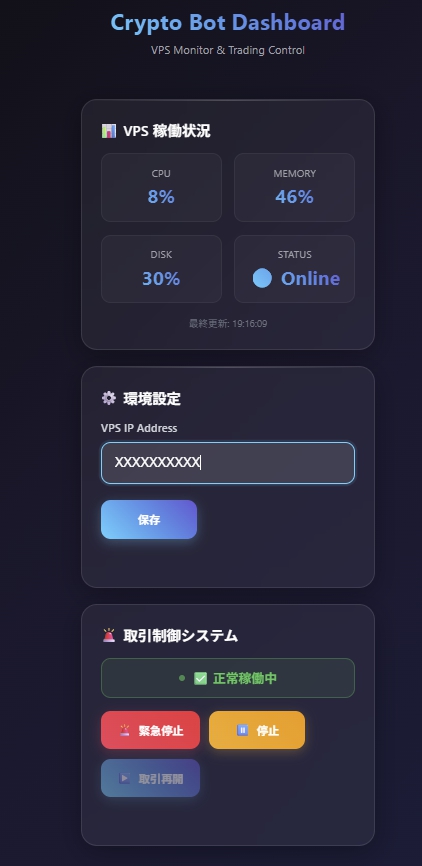 Crypto Bot Dashboard
VPS Monitor & Trading Control
📊 VPS 稼働状況
CPU
8%
MEMORY
46%
DISK
30%
STATUS
🔵 Online
最終更新: 19:16:09
⚙️ 環境設定
VPS IP Address
XXXXXXXXXX
保存
🚨 取引制御システム
✅ 正常稼働中
🚨 緊急停止
⏸️ 停止
▶️ 取引再開